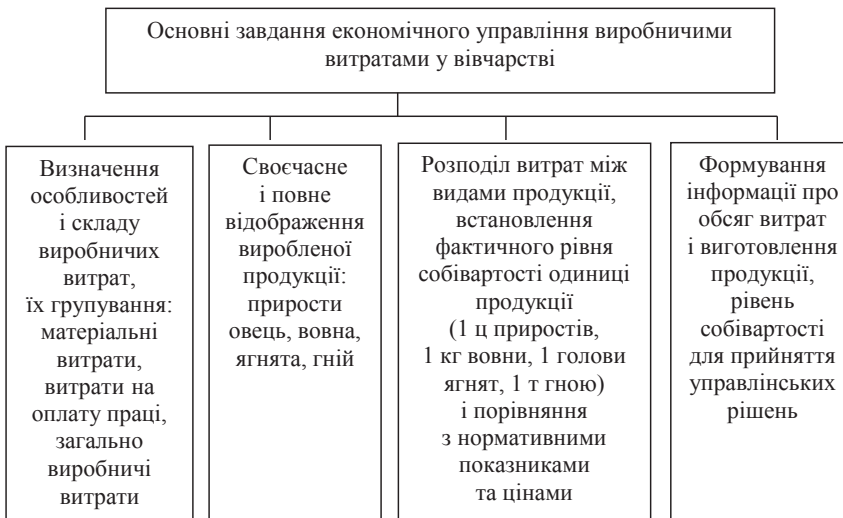 Основні завдання економічного управління виробничими
витратами у вівчарстві
Визначення
особливостей
і складу
виробничих
витрат,
їх групування:
матеріальні
витрати,
витрати на
оплату праці,
загально
виробничі
витрати
Своєчасне
і повне
відображення
виробленої
продукції:
прирости
овець, вовна,
ягнята, гній
Розподіл витрат між
видами продукції,
встановлення
фактичного рівня
собівартості одиниці
продукції
(1 ц приростів,
1 кг вовни, 1 голови
ягнят, 1 т гною)
і порівняння
з нормативними
показниками
та цінами
Формування
інформації про
обсяг витрат
і виготовлення
продукції,
рівень
собівартості
для прийняття
управлінських
рішень